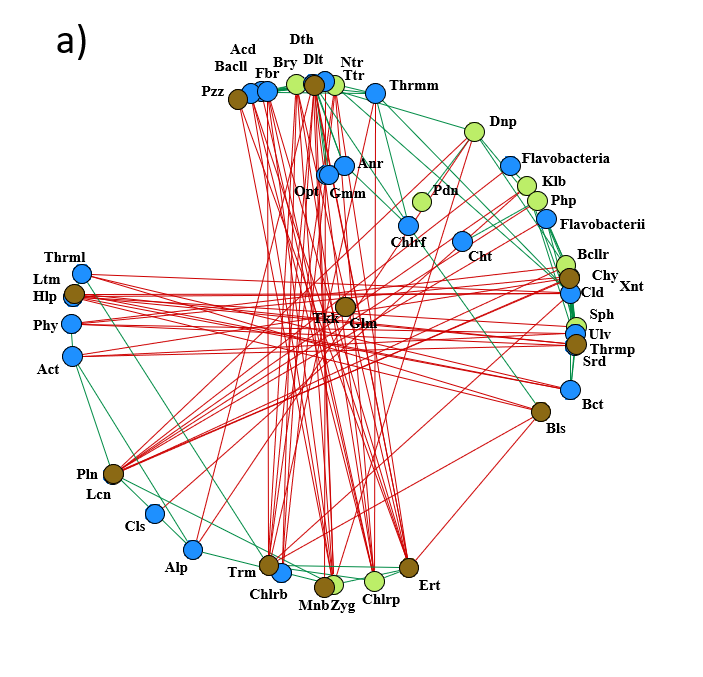 a)
Dth
Acd
Bry
Dlt
Ntr
Bacll
Fbr
Ttr
Pzz
Thrmm
Dnp
Flavobacteria
Anr
Klb
Opt
Gmm
Pdn
Php
Flavobacterii
Chlrf
Cht
Bcllr
Thrml
Chy
Ltm
Xnt
Hlp
Cld
Sph
Phy
Tkk
Glm
Ulv
Thrmp
Act
Srd
Bct
Bls
Pln
Lcn
Cls
Alp
Trm
Chlrb
Ert
Mnb
Zyg
Chlrp